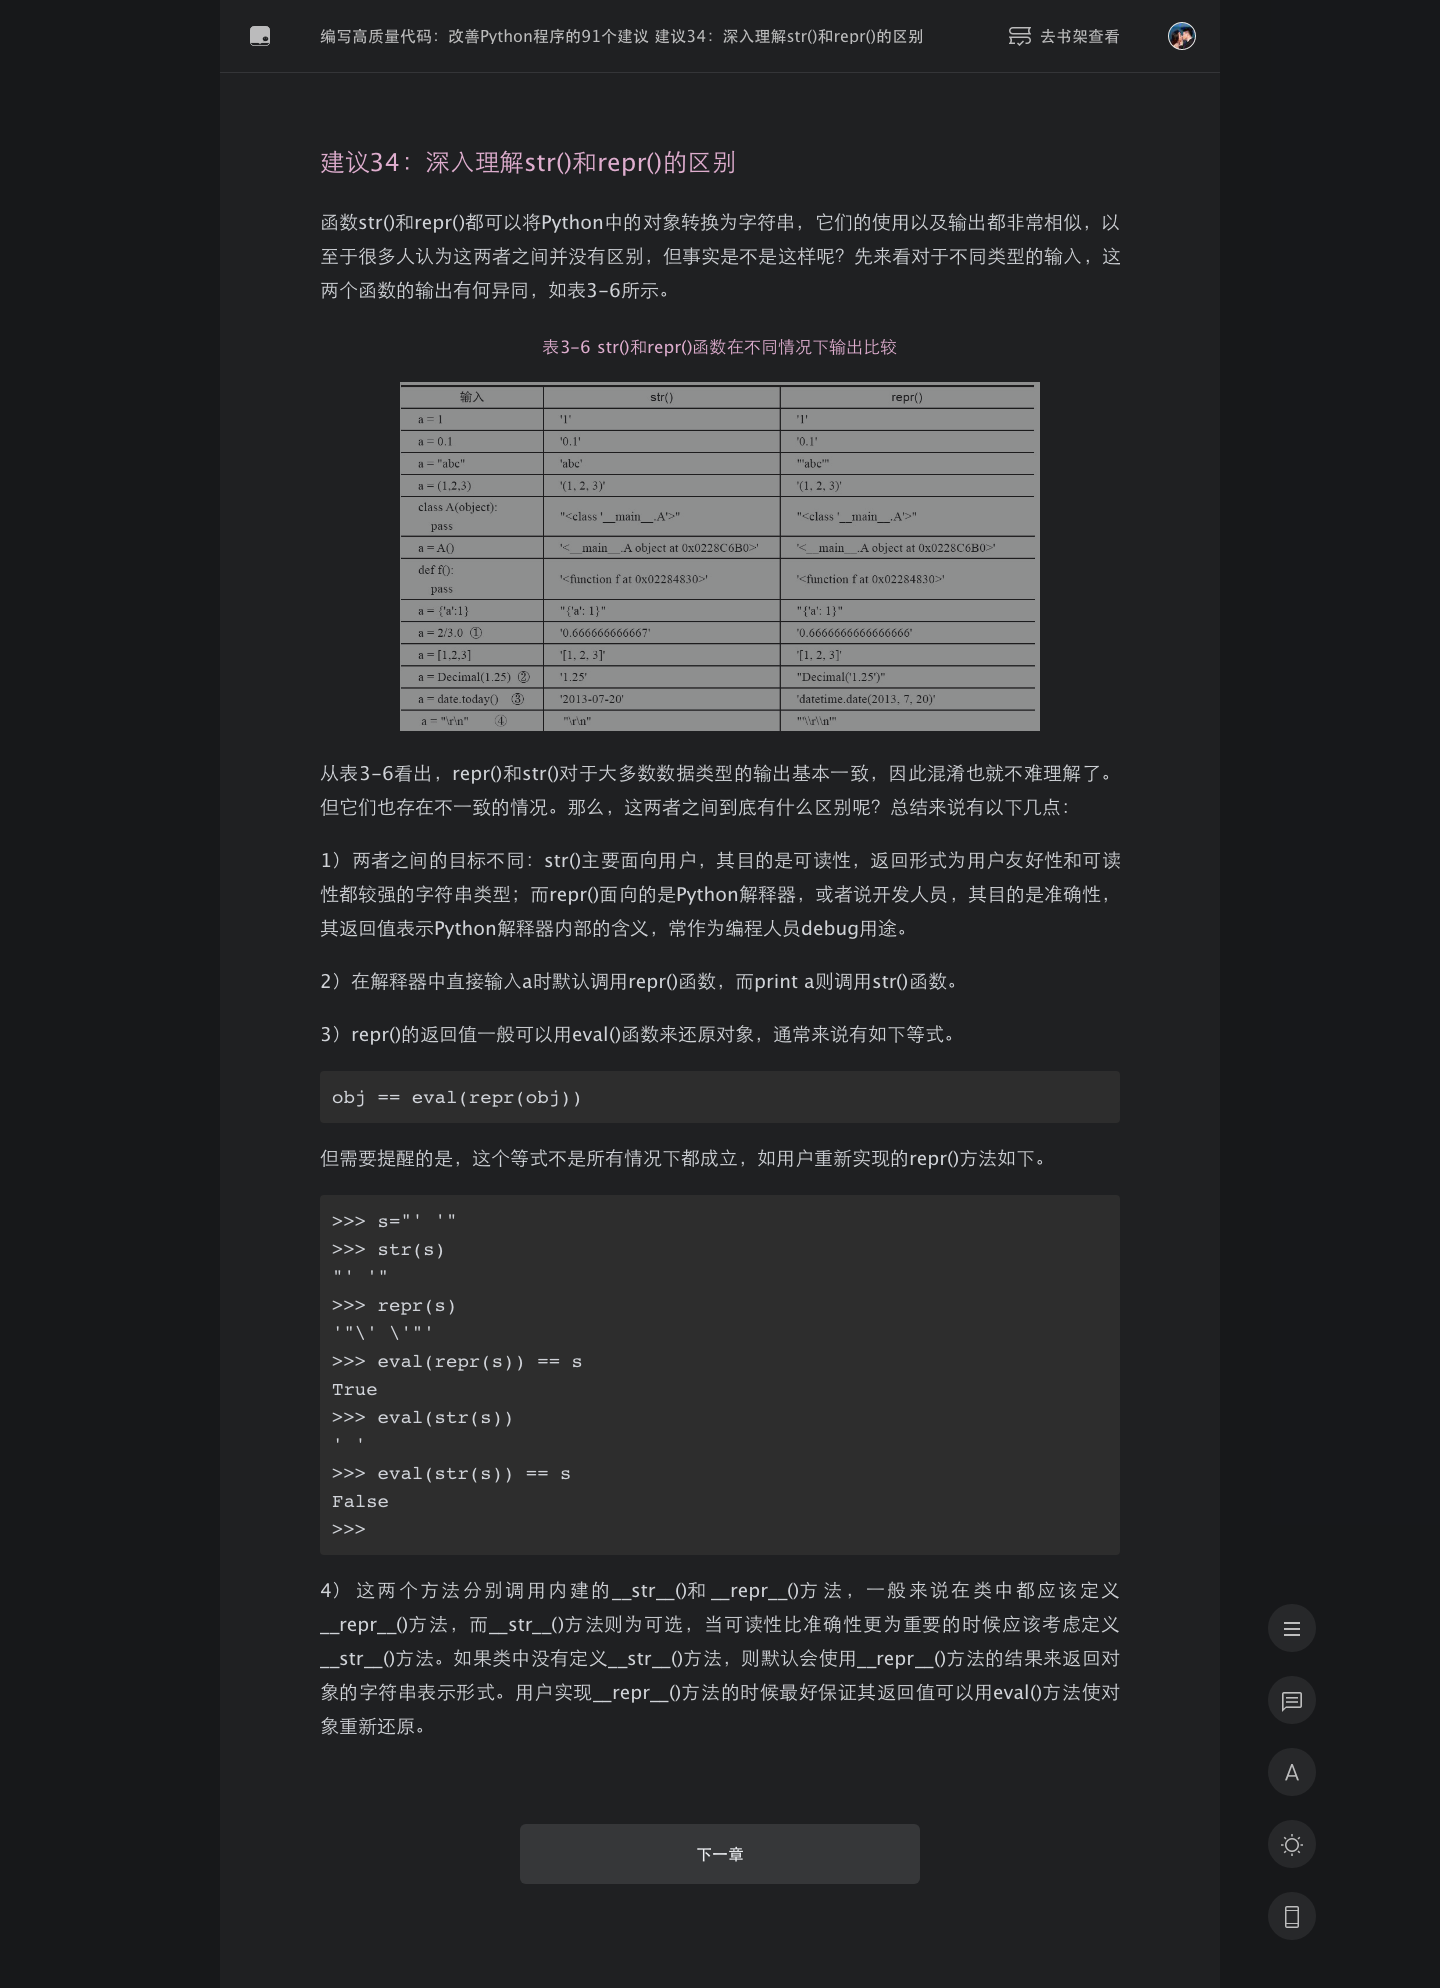 编写高质量代码：改善Python程序的91个建议 建议34：深入理解str()和repr()的区别
去书架查看
建议34：深入理解str()和repr()的区别
函数str()和repr()都可以将Python中的对象转换为字符串，它们的使用以及输出都非常相似，以
至于很多人认为这两者之间并没有区别，但事实是不是这样呢？先来看对于不同类型的输入，这
两个函数的输出有何异同，如表3-6所示。
表3-6 str()和repr()函数在不同情况下输出比较
输入 str() repr()
a = 1 '1' '1'
a = 0.1 '0.1' '0.1'
a = "abc" 'abc' "'abc'"
a = (1,2,3) '(1, 2, 3)' '(1, 2, 3)'
class A(object):
pass "<class '__main__.A'>" "<class '__main__.A'>"
a = A() '<__main__.A object at 0x0228C6B0>' '<__main__.A object at 0x0228C6B0>'
def f():
pass '<function f at 0x02284830>' '<function f at 0x02284830>'
a = {'a':1} "{'a': 1}" "{'a': 1}"
a = 2/3.0 ① '0.666666666667' '0.6666666666666666'
a = [1,2,3] '[1, 2, 3]' '[1, 2, 3]'
a = Decimal(1.25) ② '1.25' "Decimal('1.25')"
a = date.today() ③ '2013-07-20' 'datetime.date(2013, 7, 20)'
a = "\r\n" ④ "\r\n" "'\\r\\n'"
从表3-6看出，repr()和str()对于大多数数据类型的输出基本一致，因此混淆也就不难理解了。
但它们也存在不一致的情况。那么，这两者之间到底有什么区别呢？总结来说有以下几点：
1）两者之间的目标不同：str()主要面向用户，其目的是可读性，返回形式为用户友好性和可读
性都较强的字符串类型；而repr()面向的是Python解释器，或者说开发人员，其目的是准确性，
其返回值表示Python解释器内部的含义，常作为编程人员debug用途。
2）在解释器中直接输入a时默认调用repr()函数，而print a则调用str()函数。
3）repr()的返回值一般可以用eval()函数来还原对象，通常来说有如下等式。
obj == eval(repr(obj))
但需要提醒的是，这个等式不是所有情况下都成立，如用户重新实现的repr()方法如下。
>>> s="' '"
>>> str(s)
"' '"
>>> repr(s)
'"\' \'"'
>>> eval(repr(s)) == s
True
>>> eval(str(s))
' '
>>> eval(str(s)) == s
False
>>>
4）这两个方法分别调用内建的__str__()和__repr__()方法，一般来说在类中都应该定义
__repr__()方法，而__str__()方法则为可选，当可读性比准确性更为重要的时候应该考虑定义
__str__()方法。如果类中没有定义__str__()方法，则默认会使用__repr__()方法的结果来返回对
象的字符串表示形式。用户实现__repr__()方法的时候最好保证其返回值可以用eval()方法使对
象重新还原。
A
下一章